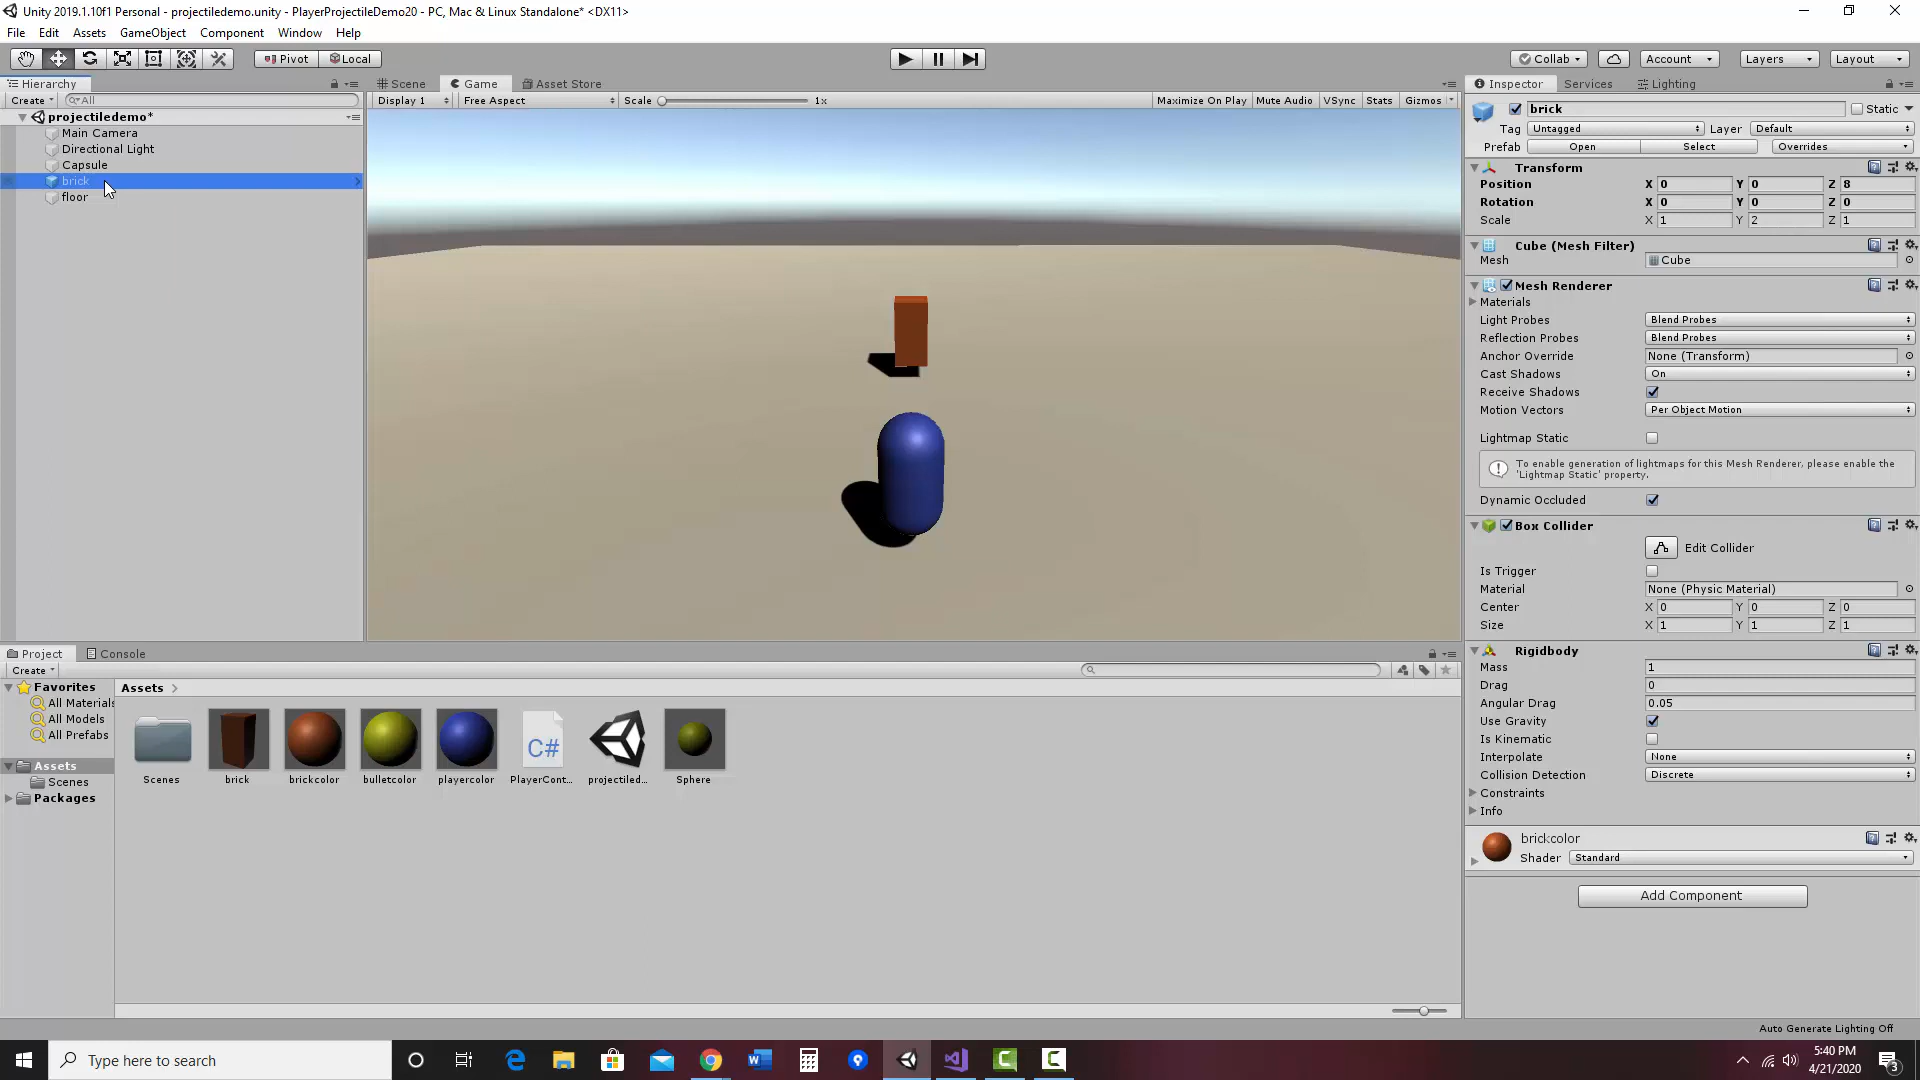 Unity 2019.1.10f1 Personal - projectiledemo.unity - PlayerProjectileDemo20 - PC, Mac & Linux Standalone* <DX11>
File Edit Assets GameObject Component Window Help
Pivot Local Collab Account Layers Layout
Hierarchy
Create All
projectiledemo*
Main Camera
Directional Light
Capsule
brick
floor
Scene Game Asset Store
Display 1 Free Aspect Scale 1x Maximize On Play Mute Audio VSync Stats Gizmos
Inspector Services Lighting
brick Static
Tag Untagged Layer Default
Prefab Open Select Overrides
Transform
Position X 0 Y 0 Z 8
Rotation X 0 Y 0 Z 0
Scale X 1 Y 2 Z 1
Cube (Mesh Filter)
Mesh Cube
Mesh Renderer
Materials
Light Probes Blend Probes
Reflection Probes Blend Probes
Anchor Override None (Transform)
Cast Shadows On
Receive Shadows
Motion Vectors Per Object Motion
Lightmap Static
To enable generation of lightmaps for this Mesh Renderer, please enable the
'Lightmap Static' property.
Dynamic Occluded
Box Collider
Edit Collider
Is Trigger
Material None (Physic Material)
Center X 0 Y 0 Z 0
Size X 1 Y 1 Z 1
Rigidbody
Mass 1
Drag 0
Angular Drag 0.05
Use Gravity
Is Kinematic
Interpolate None
Collision Detection Discrete
Constraints
Info
brickcolor
Shader Standard
Add Component
Project Console
Create
Favorites
All Materials
All Models
All Prefabs
Assets
Scenes
Packages
Assets
Scenes brick brickcolor bulletcolor playercolor PlayerCont... projectiled... Sphere
C#
Auto Generate Lighting Off
Type here to search
5:40 PM
4/21/2020
3